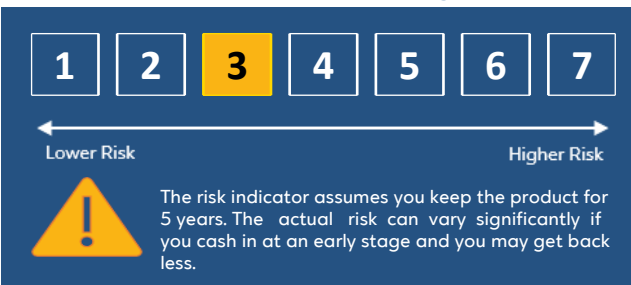 1 2 3 4 5 6 7
Lower Risk Higher Risk
The risk indicator assumes you keep the product for
5 years. The actual risk can vary significantly if
you cash in at an early stage and you may get back
less.